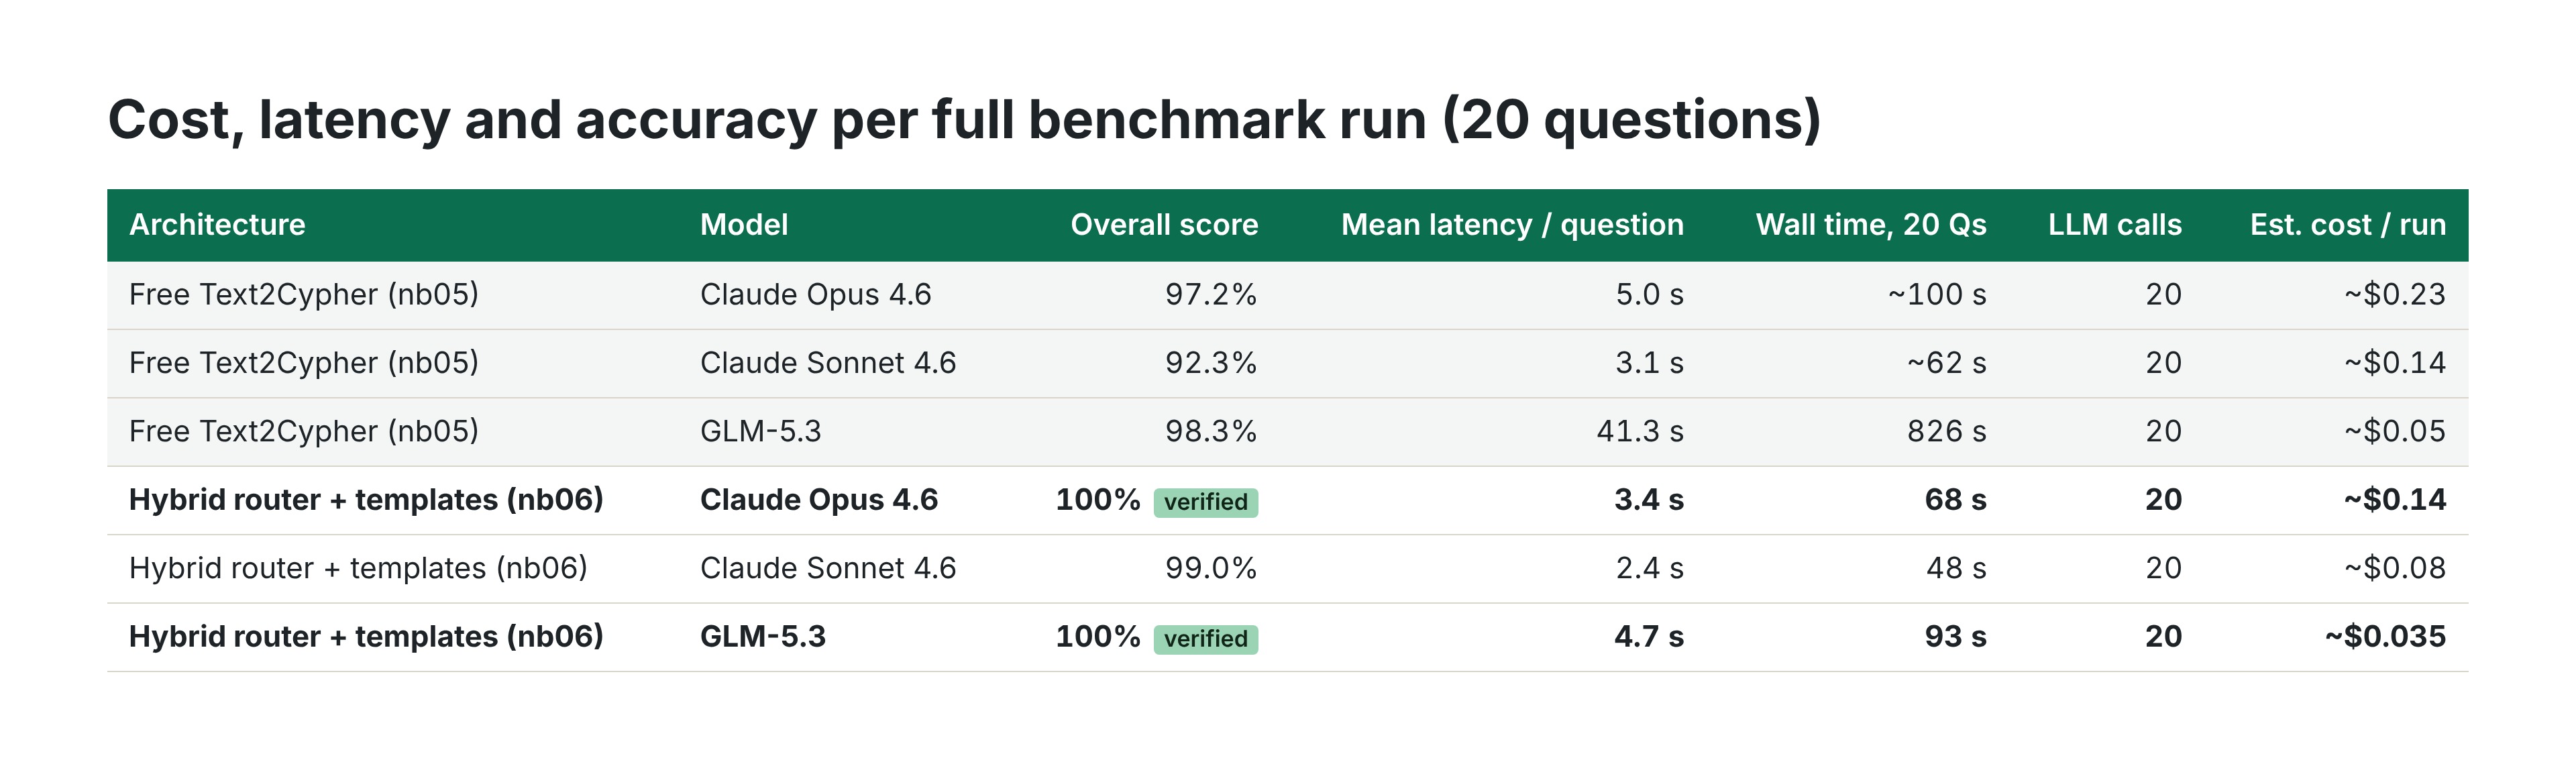 Cost, latency and accuracy per full benchmark run (20 questions)
Architecture Model Overall score Mean latency / question Wall time, 20 Qs LLM calls Est. cost / run
Free Text2Cypher (nb05) Claude Opus 4.6 97.2% 5.0 s ~100 s 20 ~$0.23
Free Text2Cypher (nb05) Claude Sonnet 4.6 92.3% 3.1 s ~62 s 20 ~$0.14
Free Text2Cypher (nb05) GLM-5.3 98.3% 41.3 s 826 s 20 ~$0.05
Hybrid router + templates (nb06) Claude Opus 4.6 100% verified 3.4 s 68 s 20 ~$0.14
Hybrid router + templates (nb06) Claude Sonnet 4.6 99.0% 2.4 s 48 s 20 ~$0.08
Hybrid router + templates (nb06) GLM-5.3 100% verified 4.7 s 93 s 20 ~$0.035